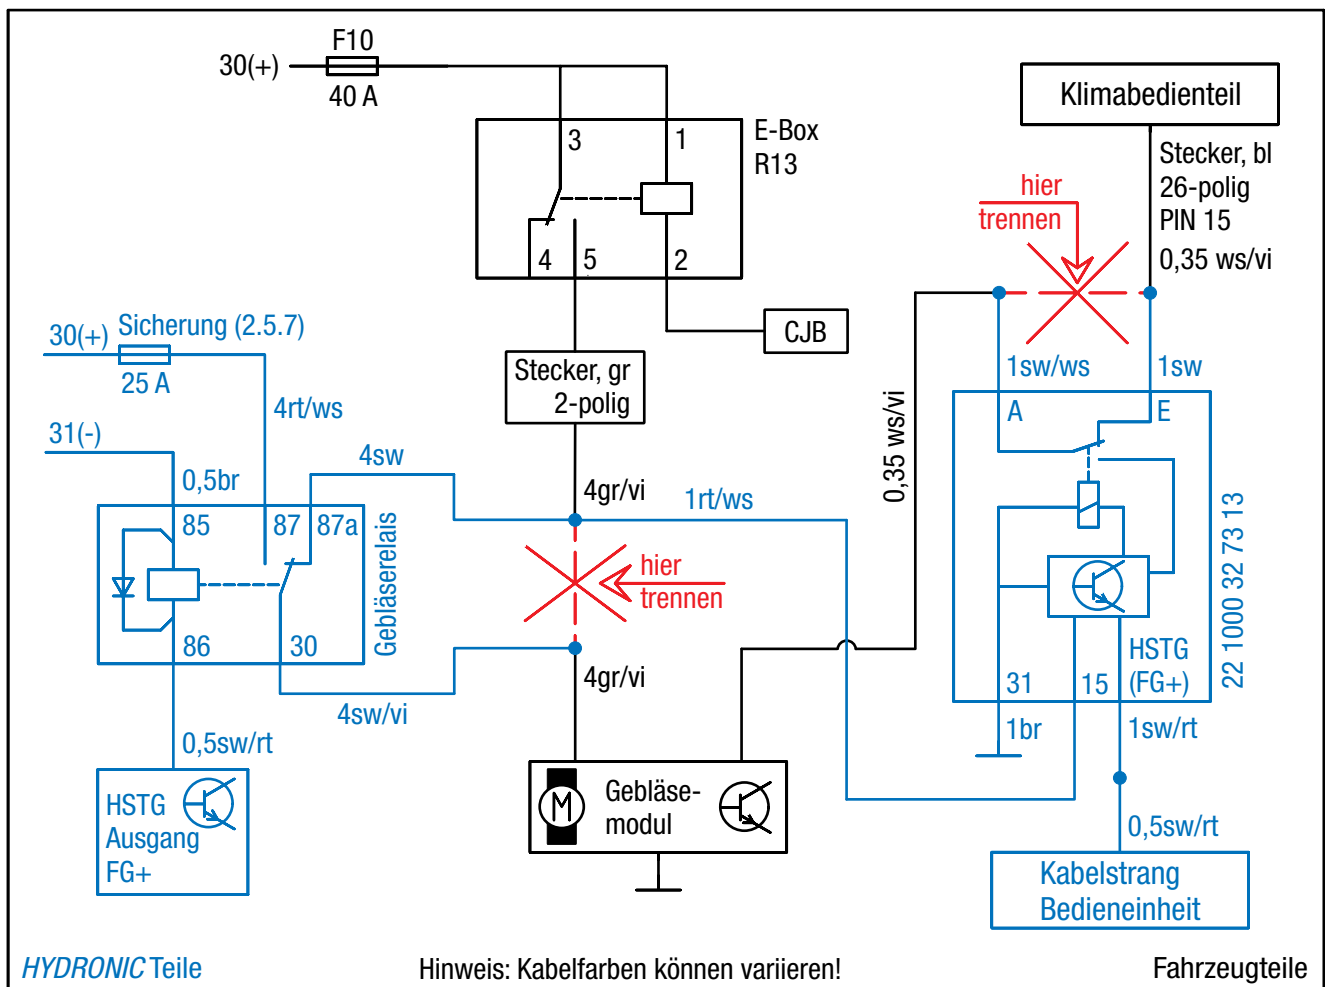 F10
30(+)
40 A
E-Box
R13
3
1
4
5
2
CJB
Klimabedienteil
Stecker, bl
26-polig
PIN 15
0,35 ws/vi
hier
trennen
30(+)
Sicherung (2.5.7)
25 A
4rt/ws
31(-)
0,5br
4sw
Stecker, gr
2-polig
4gr/vi
1rt/ws
0,35 ws/vi
1sw/ws
1sw
A
E
85
87
87a
Gebläserelais
86
30
hier
trennen
4gr/vi
4sw/vi
0,5sw/rt
HSTG
Ausgang
FG+
M
Gebläse-
modul
HSTG
(FG+)
31
15
22 1000 32 73 13
1br
1sw/rt
0,5sw/rt
Kabelstrang
Bedieneinheit
HYDRONIC Teile
Hinweis: Kabelfarben können variieren!
Fahrzeugteile